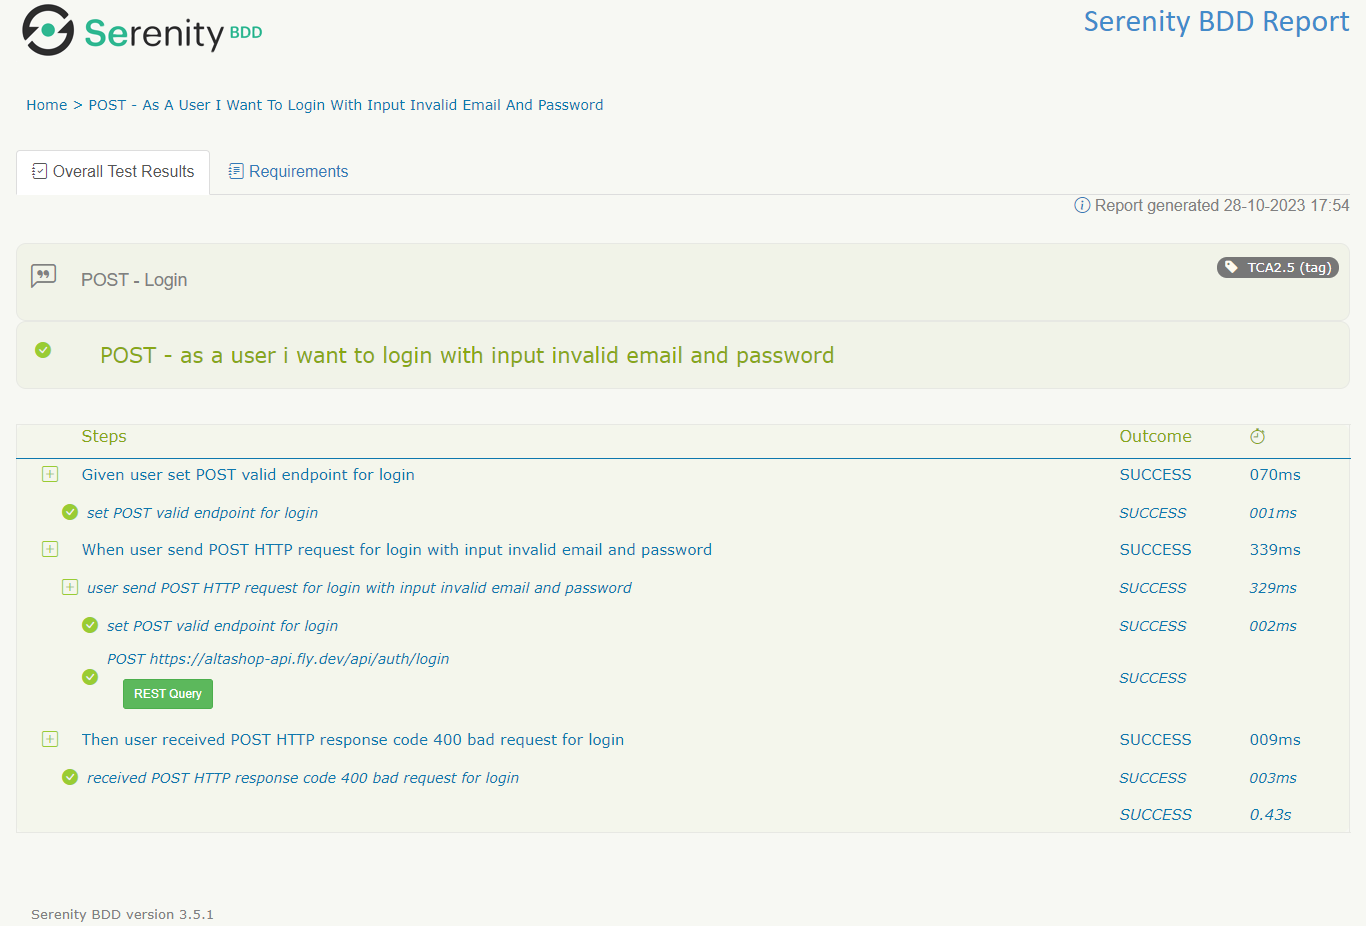 Serenity BDD
Serenity BDD Report
Home > POST - As A User I Want To Login With Input Invalid Email And Password
Overall Test Results
Requirements
Report generated 28-10-2023 17:54
POST - Login
TCA2.5 (tag)
POST - as a user i want to login with input invalid email and password
Steps Outcome
Given user set POST valid endpoint for login SUCCESS 070ms
set POST valid endpoint for login SUCCESS 001ms
When user send POST HTTP request for login with input invalid email and password SUCCESS 339ms
user send POST HTTP request for login with input invalid email and password SUCCESS 329ms
set POST valid endpoint for login SUCCESS 002ms
POST https://altashop-api.fly.dev/api/auth/login
SUCCESS
REST Query
Then user received POST HTTP response code 400 bad request for login SUCCESS 009ms
received POST HTTP response code 400 bad request for login SUCCESS 003ms
SUCCESS 0.43s
Serenity BDD version 3.5.1